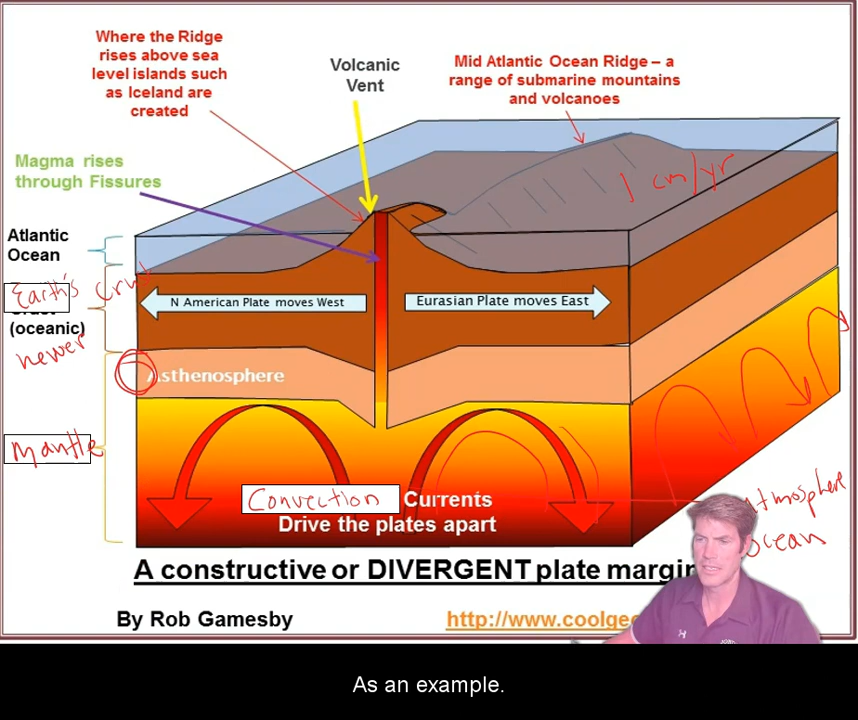 Where the Ridge
rises above sea
level islands such
as Iceland are
created
Volcanic
Vent
Mid Atlantic Ocean Ridge – a
range of submarine mountains
and volcanoes
Magma rises
through Fissures
1 cm/yr
Atlantic
Ocean
Earth's Crust
(oceanic)
newer
N American Plate moves West
Eurasian Plate moves East
Asthenosphere
Mantle
Convection Currents
Drive the plates apart
atmosphere
ocean
A constructive or DIVERGENT plate margin
By Rob Gamesby
http://www.coolge
As an example.